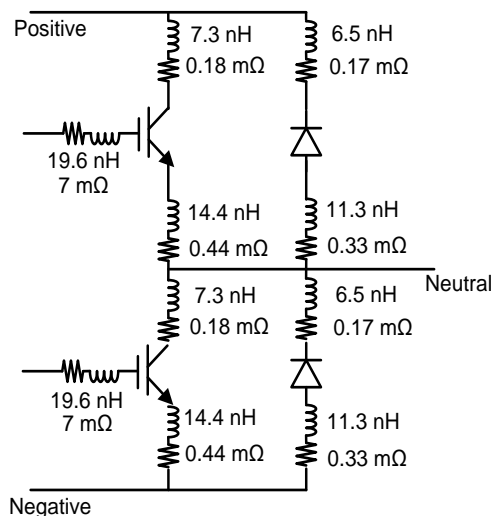 Positive
7.3 nH
6.5 nH
0.18 mΩ
0.17 mΩ
19.6 nH
7 mΩ
14.4 nH
11.3 nH
0.44 mΩ
0.33 mΩ
Neutral
7.3 nH
6.5 nH
0.18 mΩ
0.17 mΩ
19.6 nH
7 mΩ
14.4 nH
11.3 nH
0.44 mΩ
0.33 mΩ
Negative